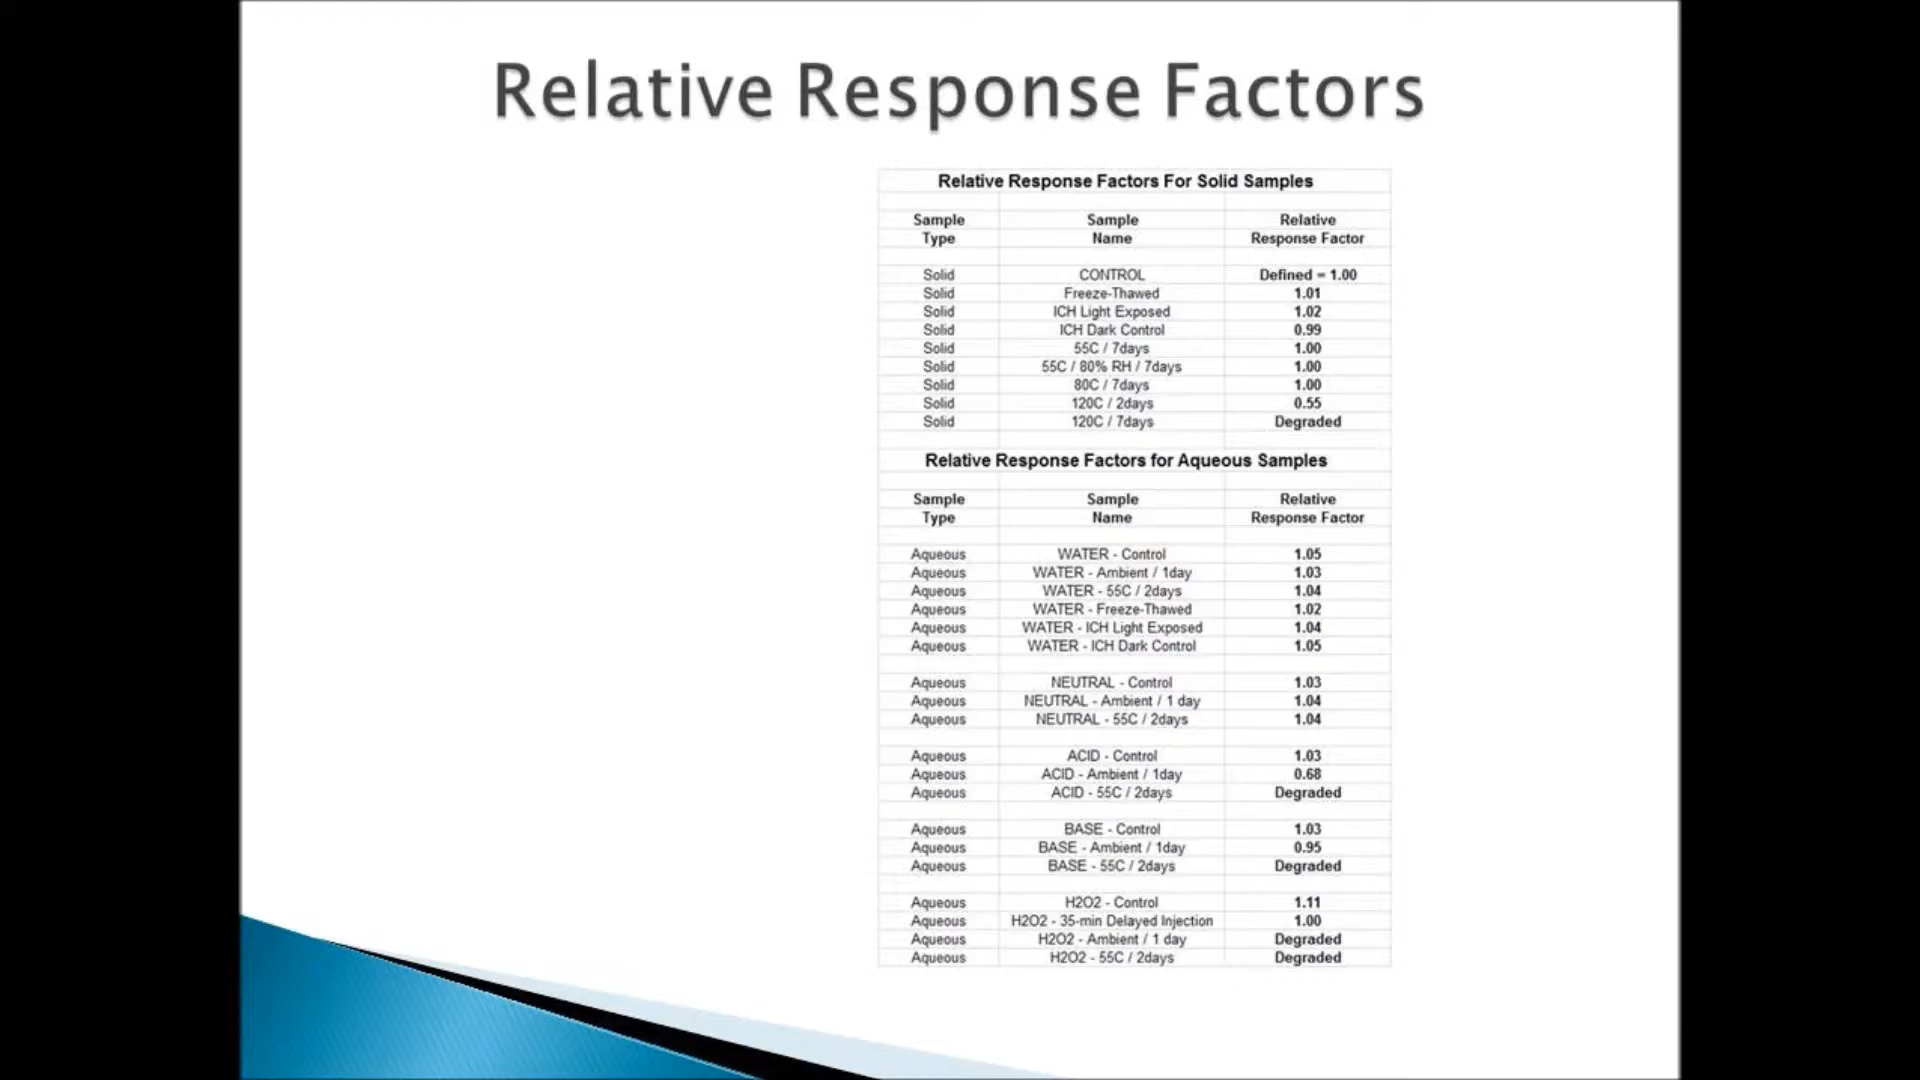 Relative Response Factors
Relative Response Factors For Solid Samples
Sample Sample Relative
Type Name Response Factor
Solid CONTROL Defined = 1.00
Solid Freeze-Thawed 1.01
Solid ICH Light Exposed 1.02
Solid ICH Dark Control 0.99
Solid 55C / 7days 1.00
Solid 55C / 80% RH / 7days 1.00
Solid 80C / 7days 1.00
Solid 120C / 2days 0.55
Solid 120C / 7days Degraded
Relative Response Factors for Aqueous Samples
Sample Sample Relative
Type Name Response Factor
Aqueous WATER - Control 1.05
Aqueous WATER - Ambient / 1day 1.03
Aqueous WATER - 55C / 2days 1.04
Aqueous WATER - Freeze-Thawed 1.02
Aqueous WATER - ICH Light Exposed 1.04
Aqueous WATER - ICH Dark Control 1.05
Aqueous NEUTRAL - Control 1.03
Aqueous NEUTRAL - Ambient / 1 day 1.04
Aqueous NEUTRAL - 55C / 2days 1.04
Aqueous ACID - Control 1.03
Aqueous ACID - Ambient / 1day 0.68
Aqueous ACID - 55C / 2days Degraded
Aqueous BASE - Control 1.03
Aqueous BASE - Ambient / 1day 0.95
Aqueous BASE - 55C / 2days Degraded
Aqueous H2O2 - Control 1.11
Aqueous H2O2 - 35-min Delayed Injection 1.00
Aqueous H2O2 - Ambient / 1 day Degraded
Aqueous H2O2 - 55C / 2days Degraded